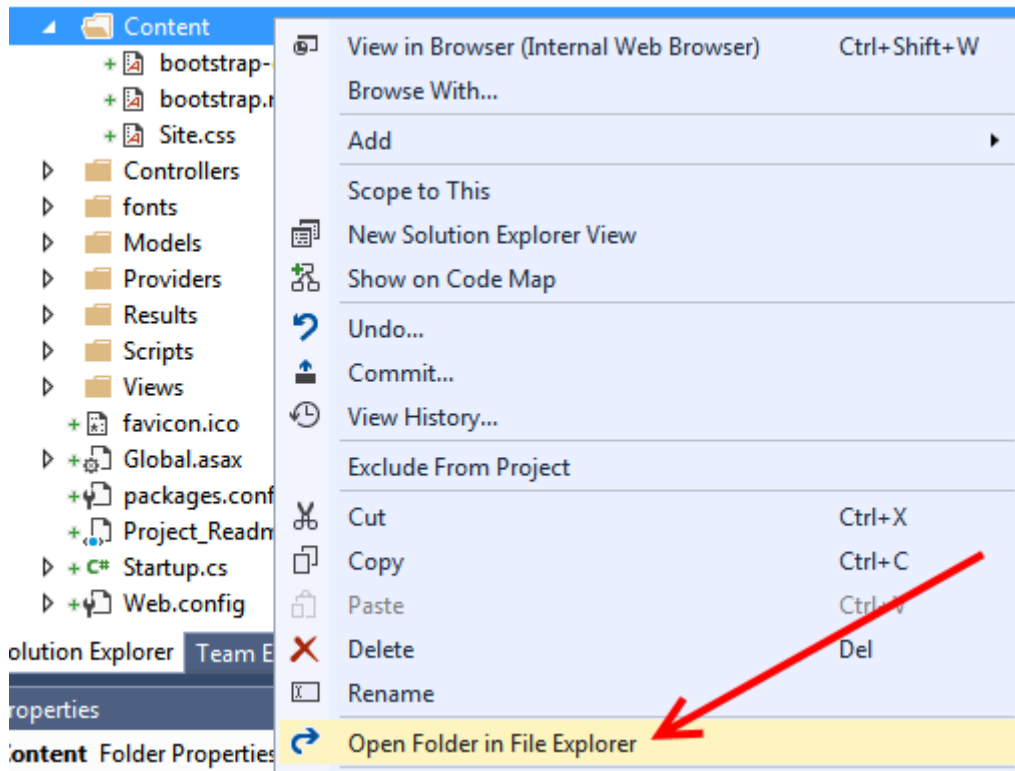 Content
bootstrap-
bootstrap.r
Site.css
Controllers
fonts
Models
Providers
Results
Scripts
Views
favicon.ico
Global.asax
packages.conf
Project_Readm
C# Startup.cs
Web.config
olution Explorer Team E
roperties
ontent Folder Properties
View in Browser (Internal Web Browser) Ctrl+Shift+W
Browse With...
Add
Scope to This
New Solution Explorer View
Show on Code Map
Undo...
Commit...
View History...
Exclude From Project
Cut Ctrl+X
Copy Ctrl+C
Paste Ctrl+V
Delete Del
Rename
Open Folder in File Explorer